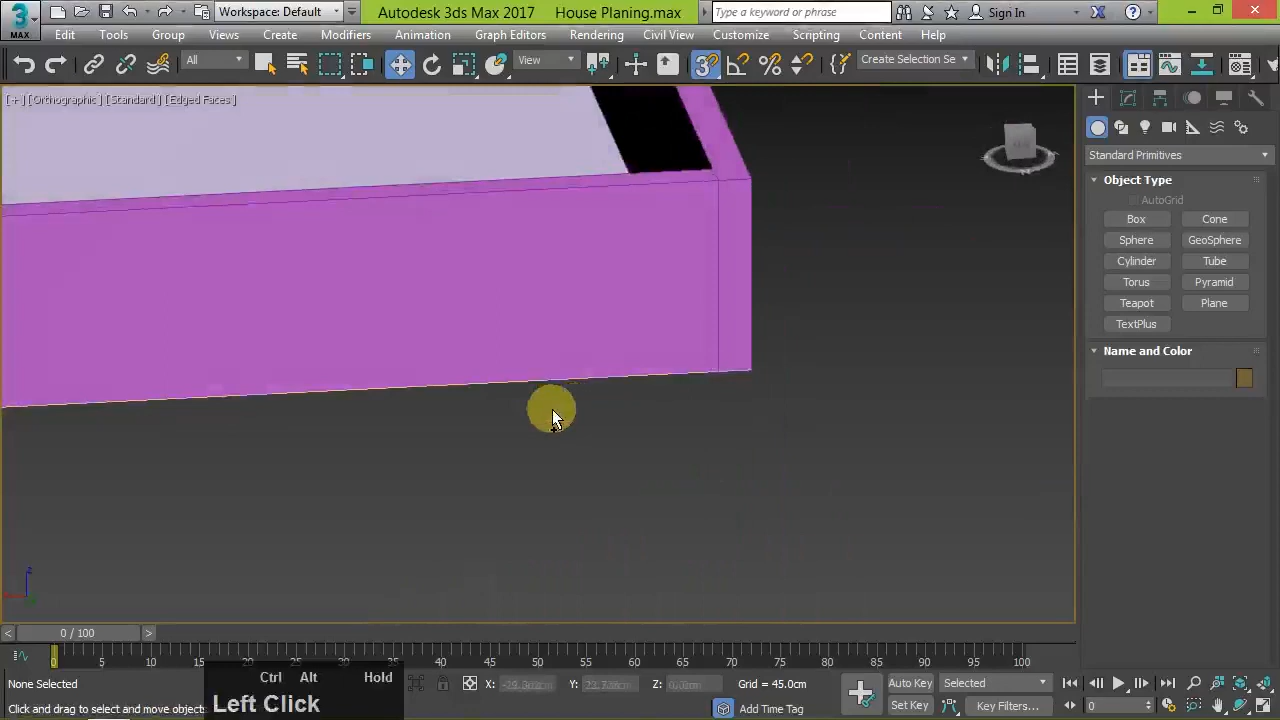 3 Workspace: Default Autodesk 3ds Max 2017 House Planing.max Type a keyword or phrase Sign In
MAX Edit Tools Group Views Create Modifiers Animation Graph Editors Rendering Civil View Customize Scripting Content Help
All View 3 Create Selection Se
[+] [Orthographic] [Standard] [Edged Faces]
Standard Primitives
Object Type
AutoGrid
Box Cone
Sphere GeoSphere
Cylinder Tube
Torus Pyramid
Teapot Plane
TextPlus
Name and Color
z
< 0 / 100 >
0 5 10 15 20 25 30 35 40 45 50 55 60 65 70 75 80 85 90 95 100
None Selected Ctrl Alt Hold X: Y: Z: 0.0cm Grid = 45.0cm Auto Key Selected
Click and drag to select and move objects Left Click Add Time Tag Set Key Key Filters... 0